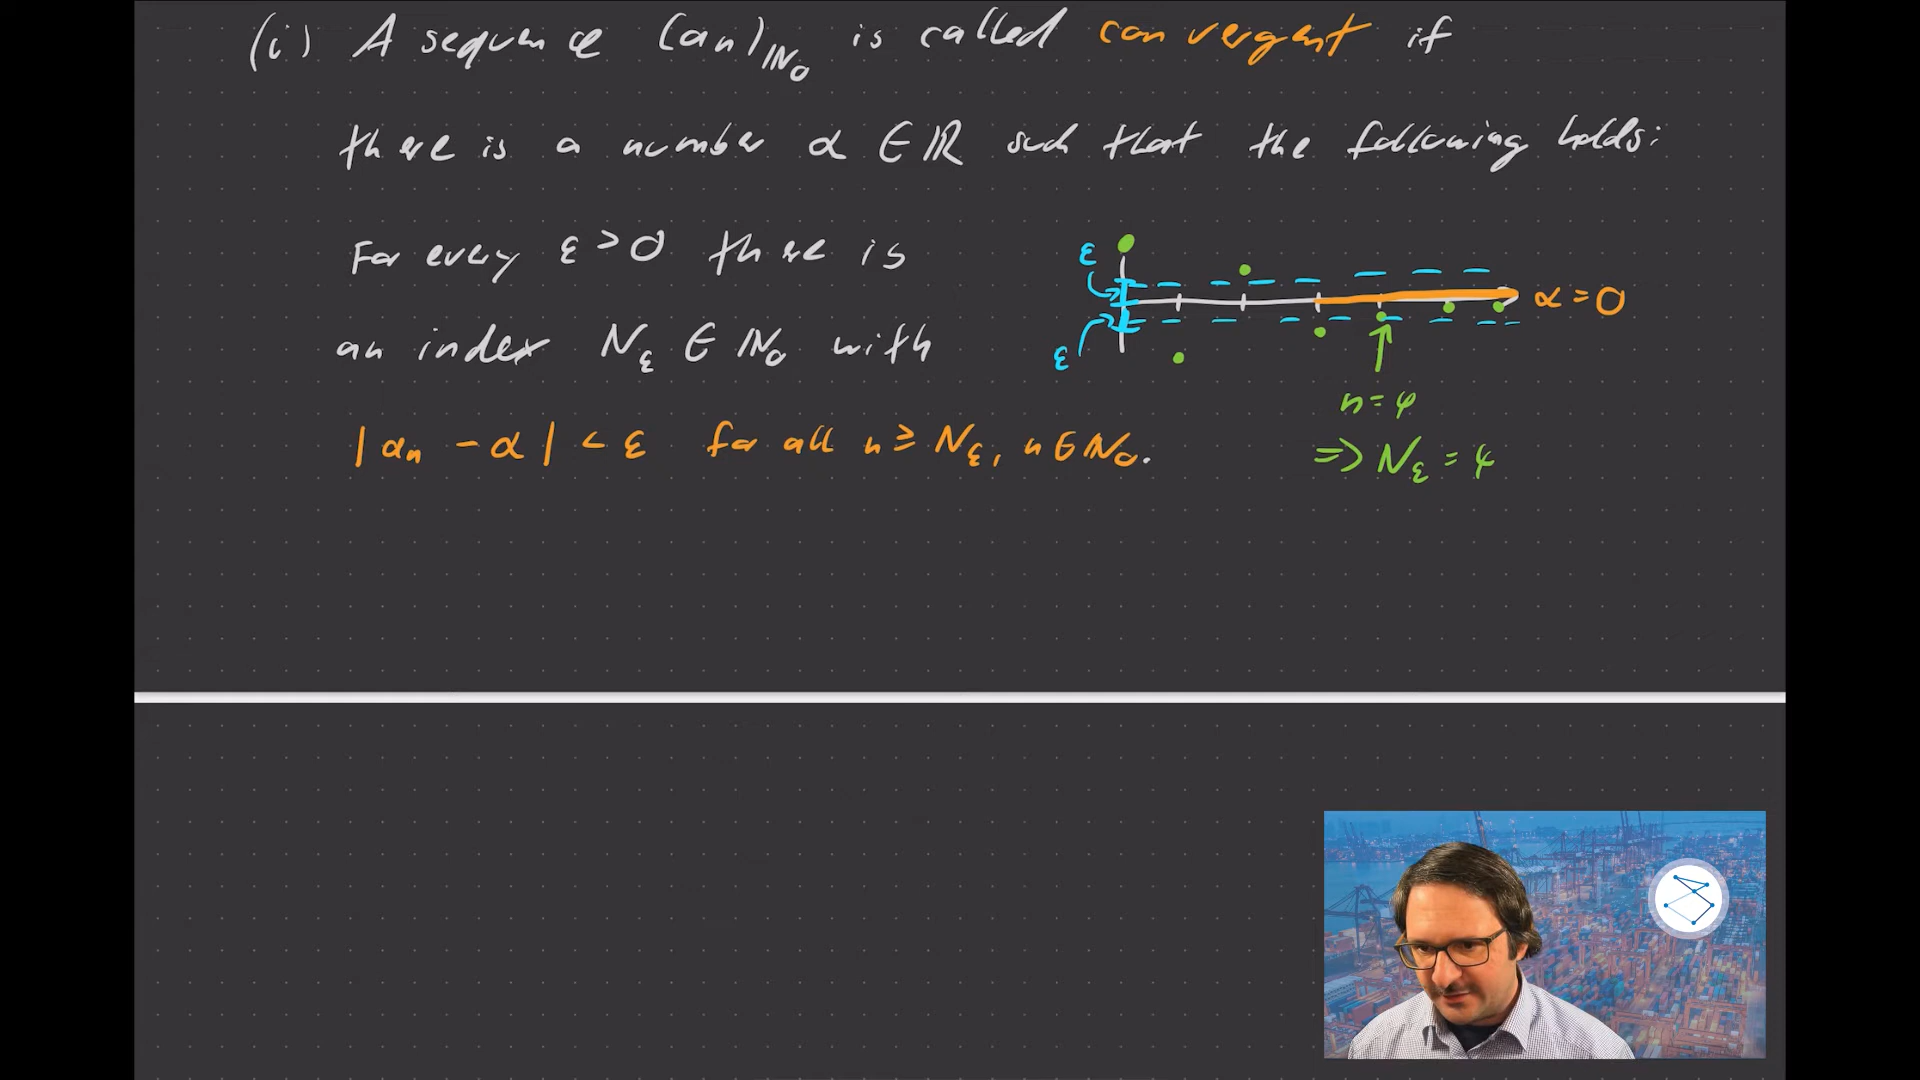 (i) A sequence (an)ℕ₀ is called convergent if
there is a number α ∈ ℝ such that the following holds:
For every ε > 0 there is
an index N_ε ∈ ℕ₀ with
|an - α| < ε for all n ≥ N_ε, n ∈ ℕ₀.
ε
ε
α = 0
n = 4
=> N_ε = 4